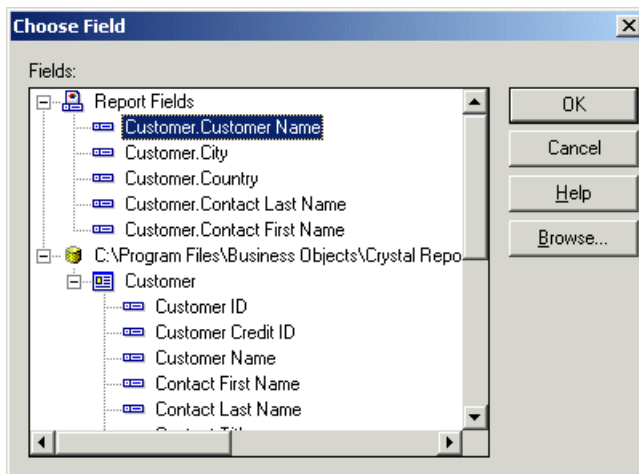 Choose Field
Fields:
Report Fields
Customer.Customer Name
Customer.City
Customer.Country
Customer.Contact Last Name
Customer.Contact First Name
C:\Program Files\Business Objects\Crystal Repo
Customer
Customer ID
Customer Credit ID
Customer Name
Contact First Name
Contact Last Name
OK
Cancel
Help
Browse...